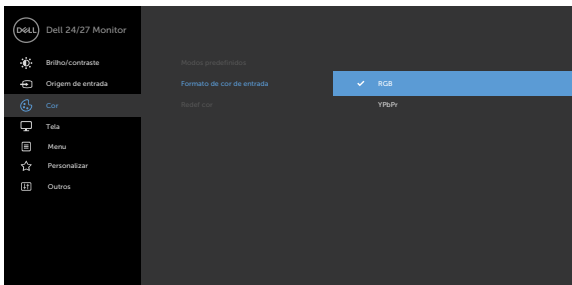 DELL Dell 24/27 Monitor
Brilho/contraste Modos predefinidos
Origem de entrada Formato de cor de entrada RGB
Cor Redef cor YPbPr
Tela
Menu
Personalizar
Outros